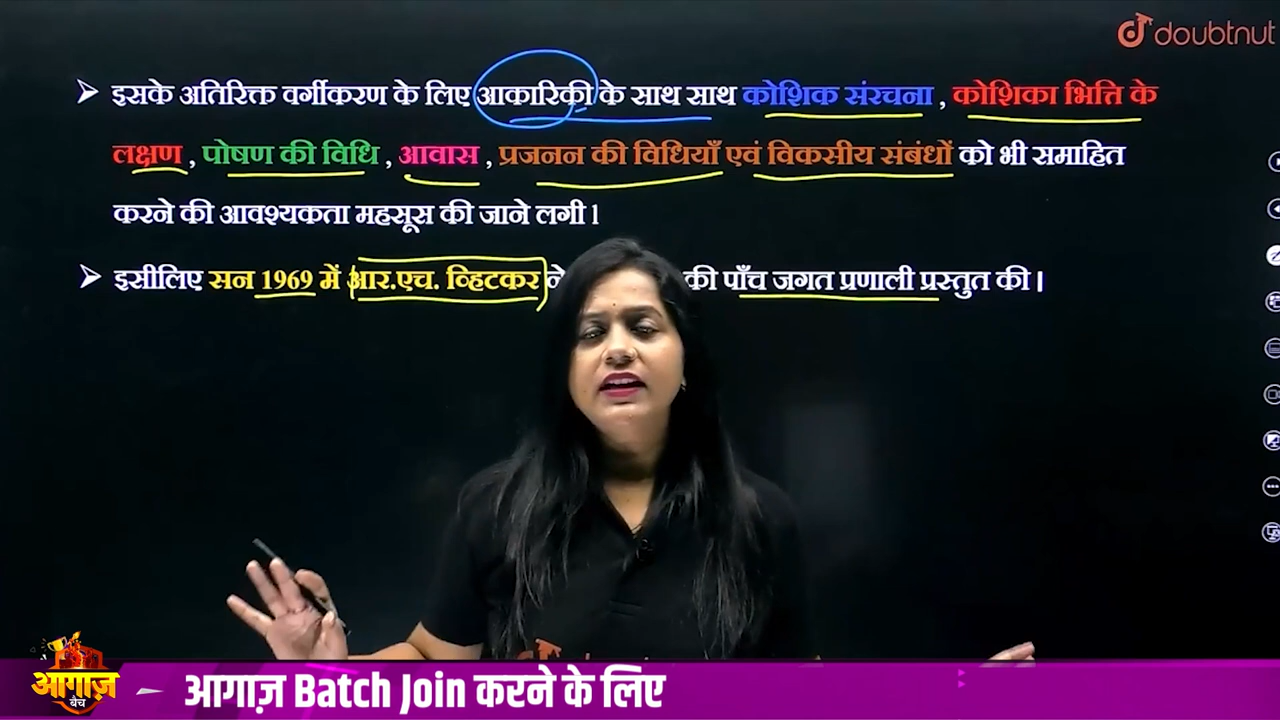 doubtnut
इसके अतिरिक्त वर्गीकरण के लिए आकारिकी के साथ साथ कोशिक संरचना , कोशिका भित्ति के
लक्षण , पोषण की विधि , आवास , प्रजनन की विधियाँ एवं विकसीय संबंधों को भी समाहित
करने की आवश्यकता महसूस की जाने लगी l
इसीलिए सन 1969 में आर.एच. व्हिटकर ने की पाँच जगत प्रणाली प्रस्तुत की |
आगाज़
बैच
आगाज़ Batch Join करने के लिए